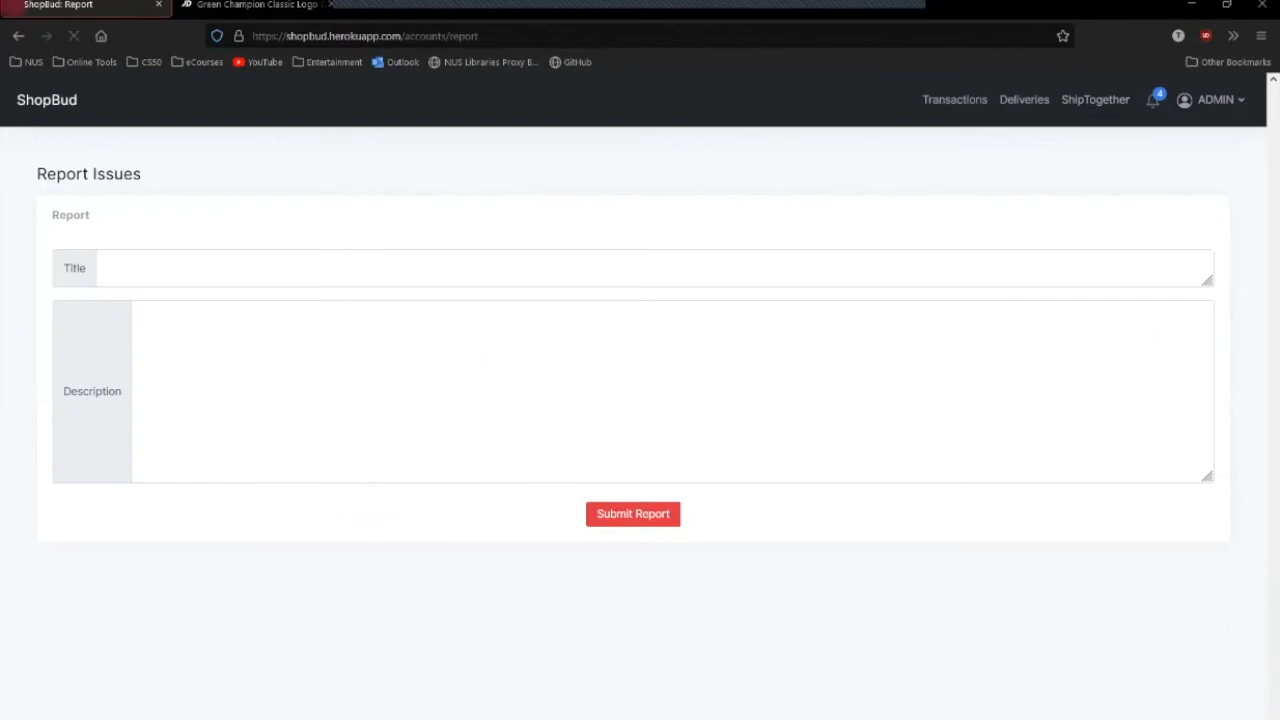 ShopBud: Report
Green Champion Classic Logo
https://shopbud.herokuapp.com/accounts/report
NUS Online Tools CS50 eCourses YouTube Entertainment Outlook NUS Libraries Proxy B... GitHub Other Bookmarks
ShopBud Transactions Deliveries ShipTogether 4 ADMIN
Report Issues
Report
Title
Description
Submit Report